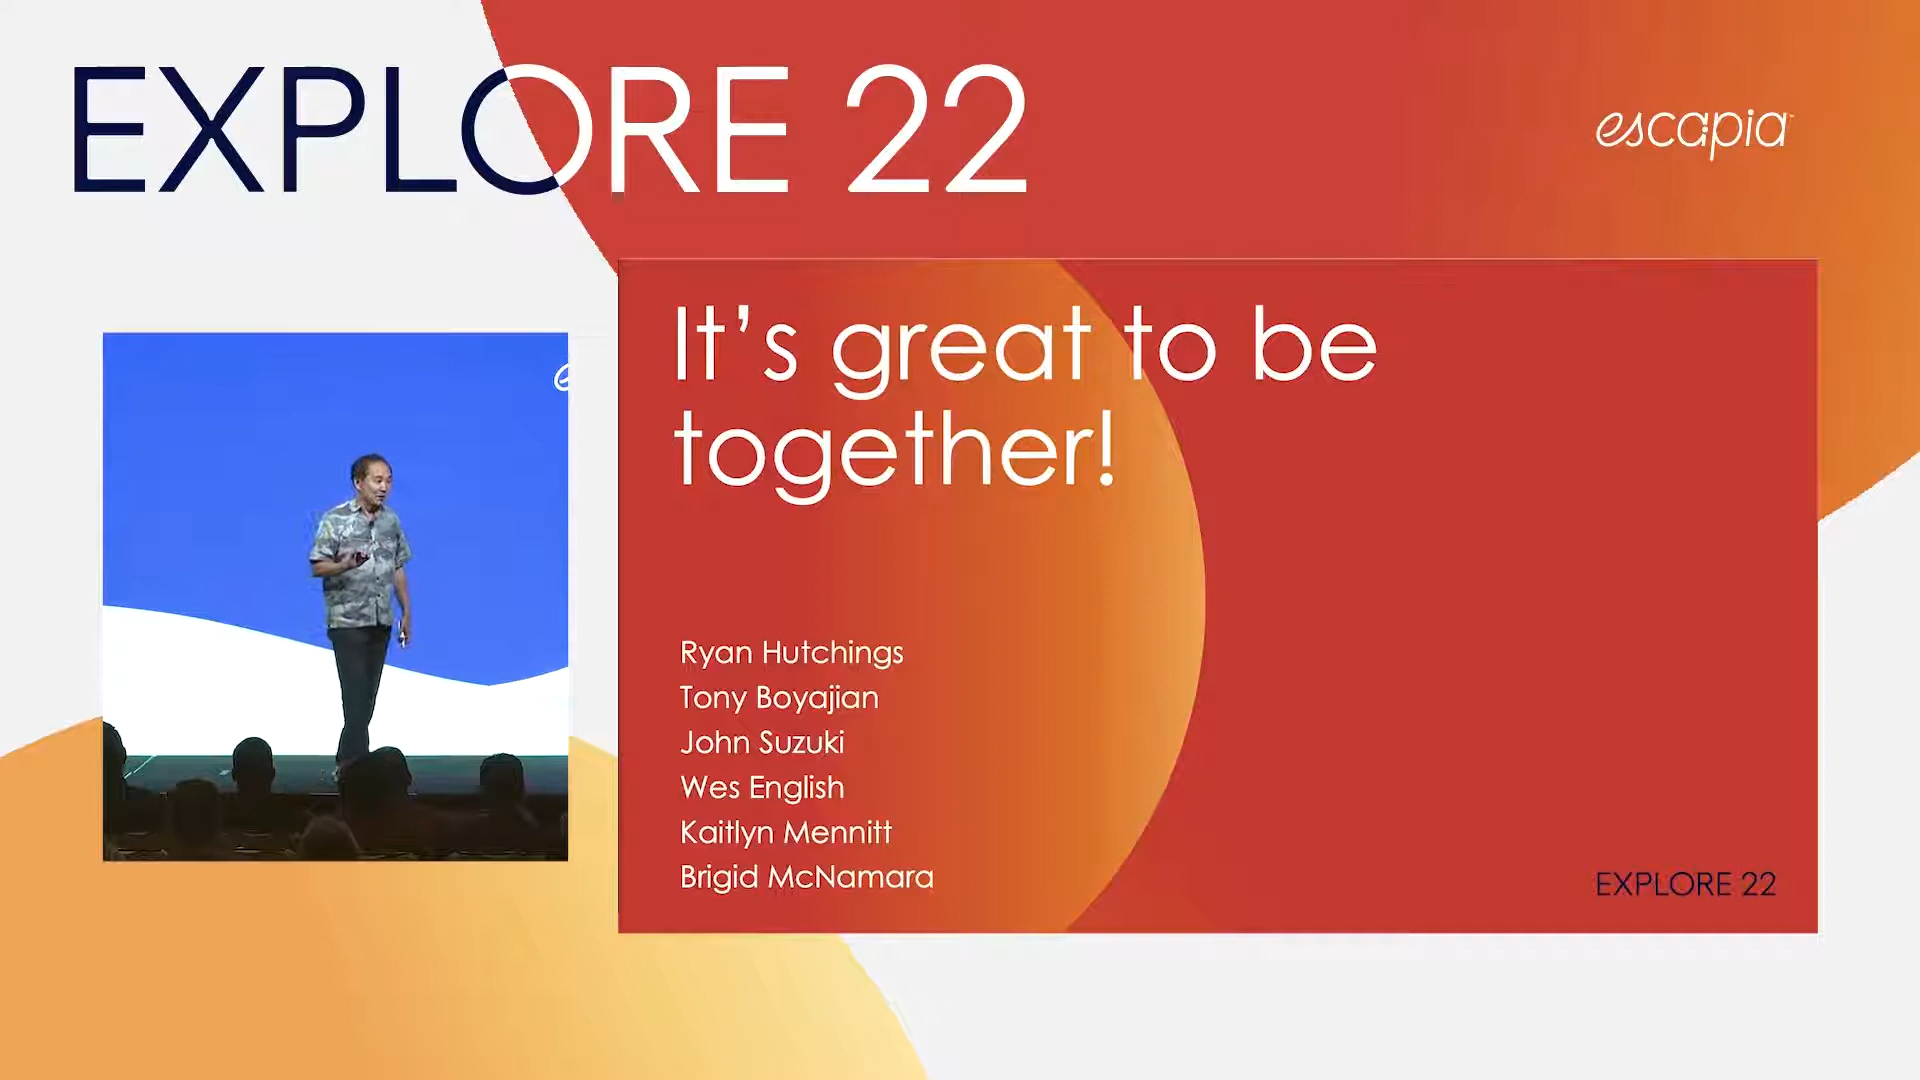 EXPLORE 22
escapia
It's great to be
together!
Ryan Hutchings
Tony Boyajian
John Suzuki
Wes English
Kaitlyn Mennitt
Brigid McNamara
EXPLORE 22